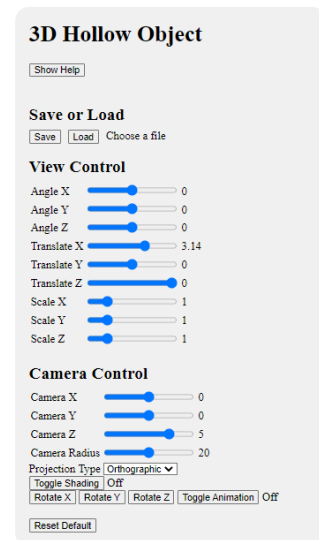 3D Hollow Object
Show Help
Save or Load
Save Load Choose a file
View Control
Angle X 0
Angle Y 0
Angle Z 0
Translate X 3.14
Translate Y 0
Translate Z 0
Scale X 1
Scale Y 1
Scale Z 1
Camera Control
Camera X 0
Camera Y 0
Camera Z 5
Camera Radius 20
Projection Type Orthographic
Toggle Shading Off
Rotate X Rotate Y Rotate Z Toggle Animation Off
Reset Default